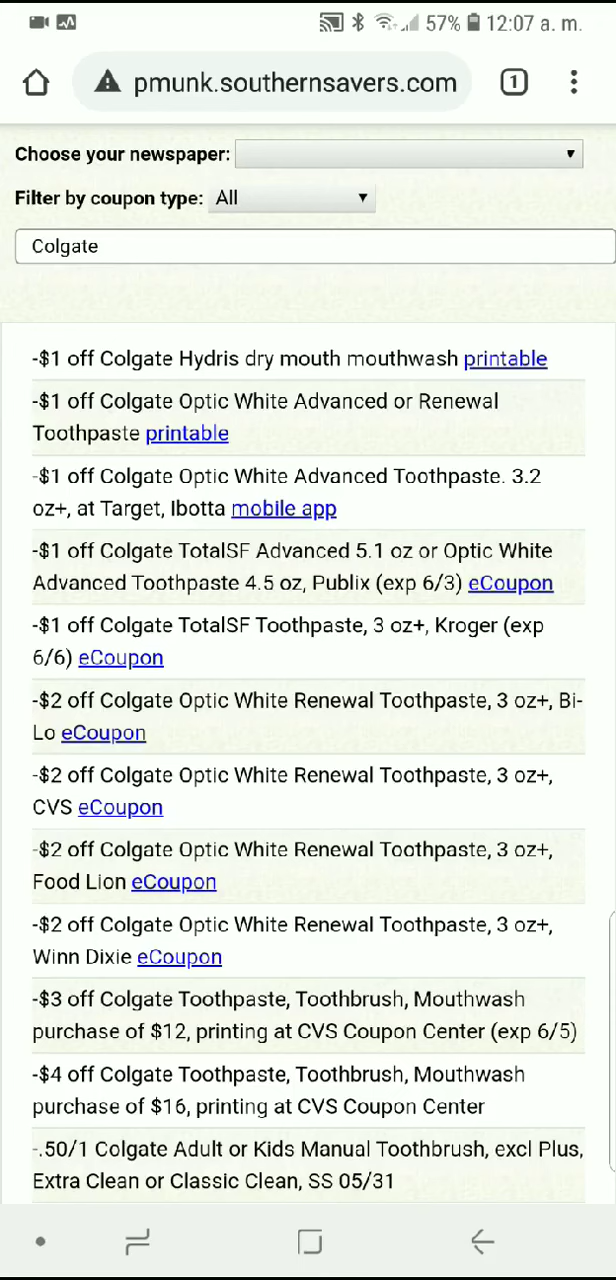 57% 12:07 a. m.
pmunk.southernsavers.com
1
Choose your newspaper:
Filter by coupon type: All
Colgate
-$1 off Colgate Hydris dry mouth mouthwash printable
-$1 off Colgate Optic White Advanced or Renewal
Toothpaste printable
-$1 off Colgate Optic White Advanced Toothpaste. 3.2
oz+, at Target, Ibotta mobile app
-$1 off Colgate TotalSF Advanced 5.1 oz or Optic White
Advanced Toothpaste 4.5 oz, Publix (exp 6/3) eCoupon
-$1 off Colgate TotalSF Toothpaste, 3 oz+, Kroger (exp
6/6) eCoupon
-$2 off Colgate Optic White Renewal Toothpaste, 3 oz+, Bi-
Lo eCoupon
-$2 off Colgate Optic White Renewal Toothpaste, 3 oz+,
CVS eCoupon
-$2 off Colgate Optic White Renewal Toothpaste, 3 oz+,
Food Lion eCoupon
-$2 off Colgate Optic White Renewal Toothpaste, 3 oz+,
Winn Dixie eCoupon
-$3 off Colgate Toothpaste, Toothbrush, Mouthwash
purchase of $12, printing at CVS Coupon Center (exp 6/5)
-$4 off Colgate Toothpaste, Toothbrush, Mouthwash
purchase of $16, printing at CVS Coupon Center
-.50/1 Colgate Adult or Kids Manual Toothbrush, excl Plus,
Extra Clean or Classic Clean, SS 05/31